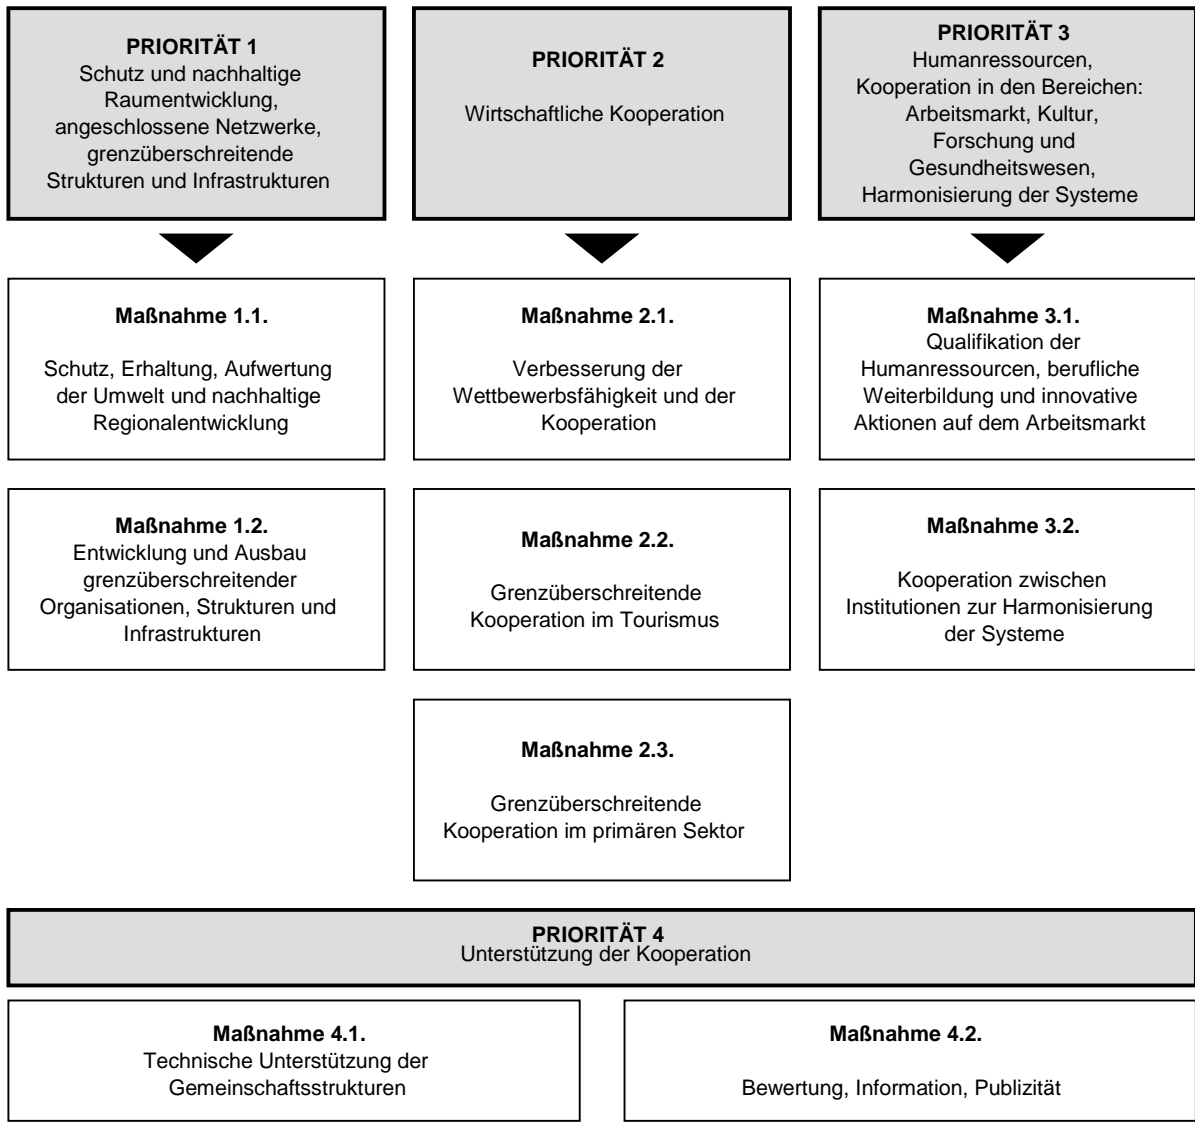 PRIORITÄT 1
Schutz und nachhaltige
Raumentwicklung,
angeschlossene Netzwerke,
grenzüberschreitende
Strukturen und Infrastrukturen
PRIORITÄT 2
Wirtschaftliche Kooperation
PRIORITÄT 3
Humanressourcen,
Kooperation in den Bereichen:
Arbeitsmarkt, Kultur,
Forschung und
Gesundheitswesen,
Harmonisierung der Systeme
Maßnahme 1.1.
Schutz, Erhaltung, Aufwertung
der Umwelt und nachhaltige
Regionalentwicklung
Maßnahme 2.1.
Verbesserung der
Wettbewerbsfähigkeit und der
Kooperation
Maßnahme 3.1.
Qualifikation der
Humanressourcen, berufliche
Weiterbildung und innovative
Aktionen auf dem Arbeitsmarkt
Maßnahme 1.2.
Entwicklung und Ausbau
grenzüberschreitender
Organisationen, Strukturen und
Infrastrukturen
Maßnahme 2.2.
Grenzüberschreitende
Kooperation im Tourismus
Maßnahme 3.2.
Kooperation zwischen
Institutionen zur Harmonisierung
der Systeme
Maßnahme 2.3.
Grenzüberschreitende
Kooperation im primären Sektor
PRIORITÄT 4
Unterstützung der Kooperation
Maßnahme 4.1.
Technische Unterstützung der
Gemeinschaftsstrukturen
Maßnahme 4.2.
Bewertung, Information, Publizität